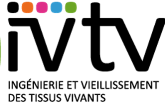 ivtv
INGÉNIERIE ET VIEILLISSEMENT
DES TISSUS VIVANTS